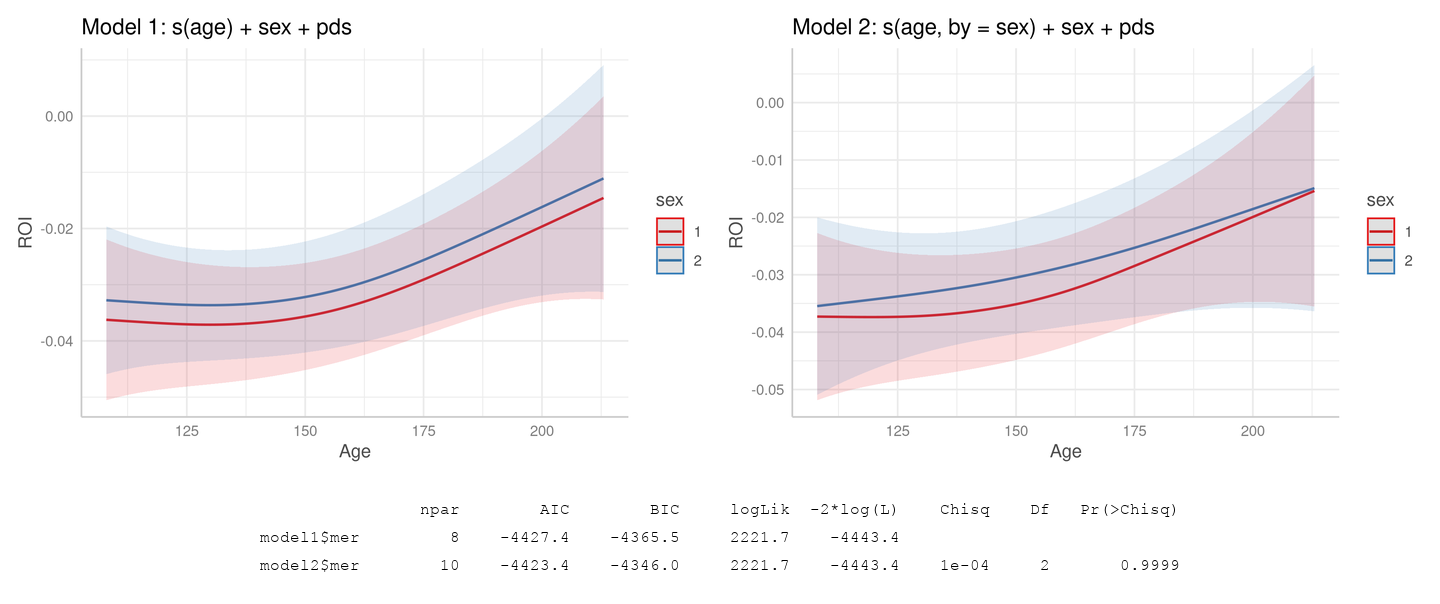 Model 1: s(age) + sex + pds
0.00
-0.02
-0.04
ROI
125 150 175 200
Age
sex
1
2
Model 2: s(age, by = sex) + sex + pds
0.00
-0.01
-0.02
-0.03
-0.04
-0.05
ROI
125 150 175 200
Age
sex
1
2
npar AIC BIC logLik -2*log(L) Chisq Df Pr(>Chisq)
model1$mer 8 -4427.4 -4365.5 2221.7 -4443.4
model2$mer 10 -4423.4 -4346.0 2221.7 -4443.4 1e-04 2 0.9999